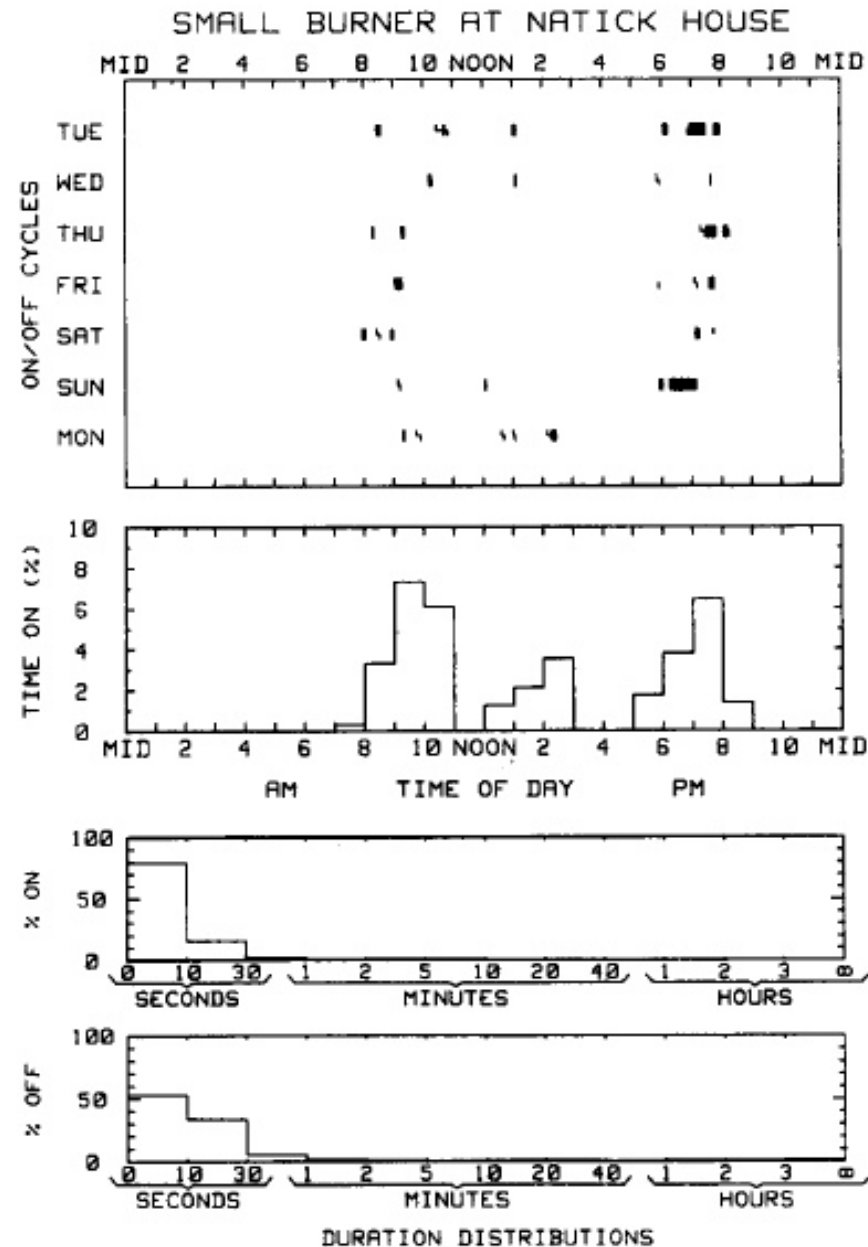 SMALL BURNER AT NATICK HOUSE
MID 2 4 6 8 10 NOON 2 4 6 8 10 MID
ON/OFF CYCLES
TUE
WED
THU
FRI
SAT
SUN
MON
TIME ON (%)
10
8
6
4
2
0
MID 2 4 6 8 10 NOON 2 4 6 8 10 MID
AM TIME OF DAY PM
% ON
100
50
0
0 10 30 1 2 5 10 20 40 1 2 3 ∞
SECONDS MINUTES HOURS
% OFF
100
50
0
0 10 30 1 2 5 10 20 40 1 2 3 ∞
SECONDS MINUTES HOURS
DURATION DISTRIBUTIONS